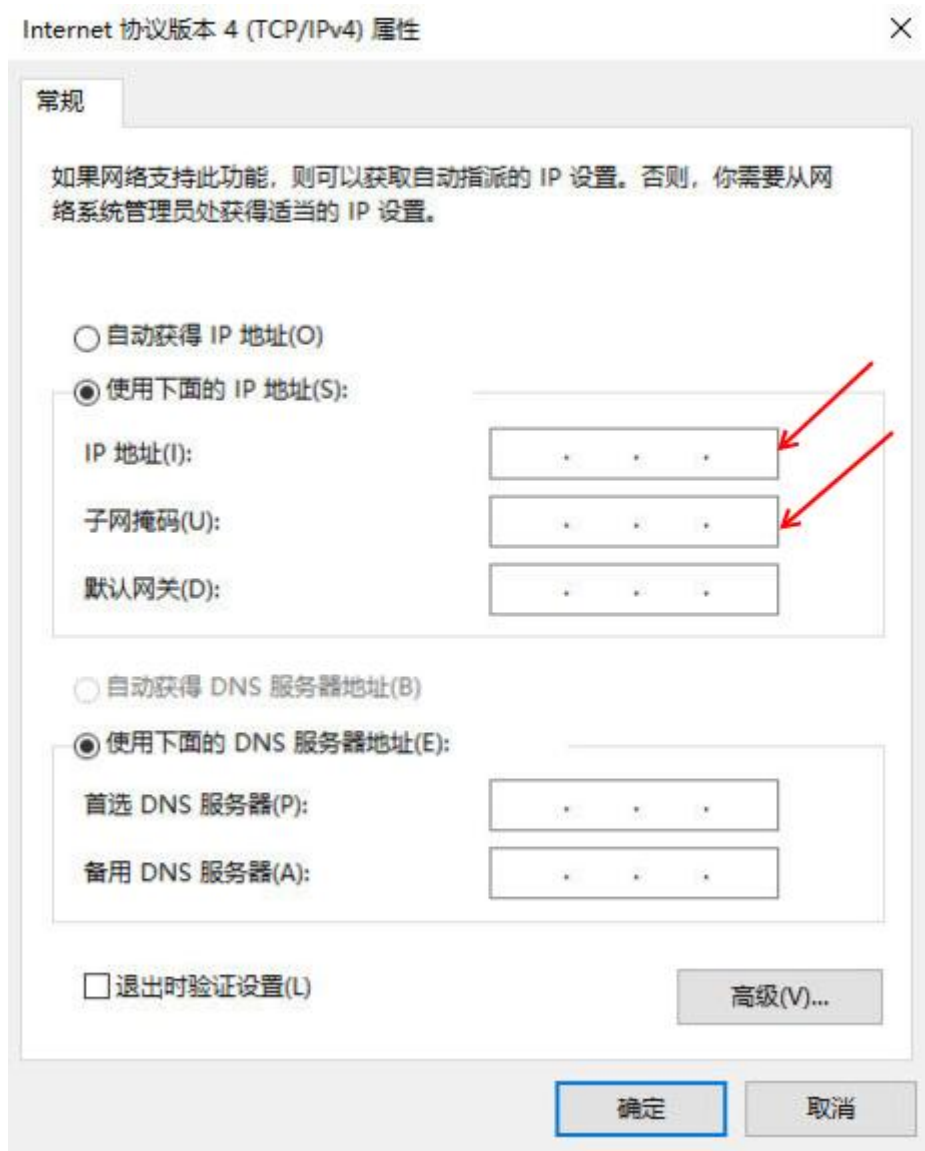 Internet 协议版本 4 (TCP/IPv4) 属性
常规
如果网络支持此功能，则可以获取自动指派的 IP 设置。否则，你需要从网
络系统管理员处获得适当的 IP 设置。
自动获得 IP 地址(O)
使用下面的 IP 地址(S):
IP 地址(I):
. . .
子网掩码(U):
. . .
默认网关(D):
. . .
自动获得 DNS 服务器地址(B)
使用下面的 DNS 服务器地址(E):
首选 DNS 服务器(P):
. . .
备用 DNS 服务器(A):
. . .
退出时验证设置(L)
高级(V)...
确定
取消